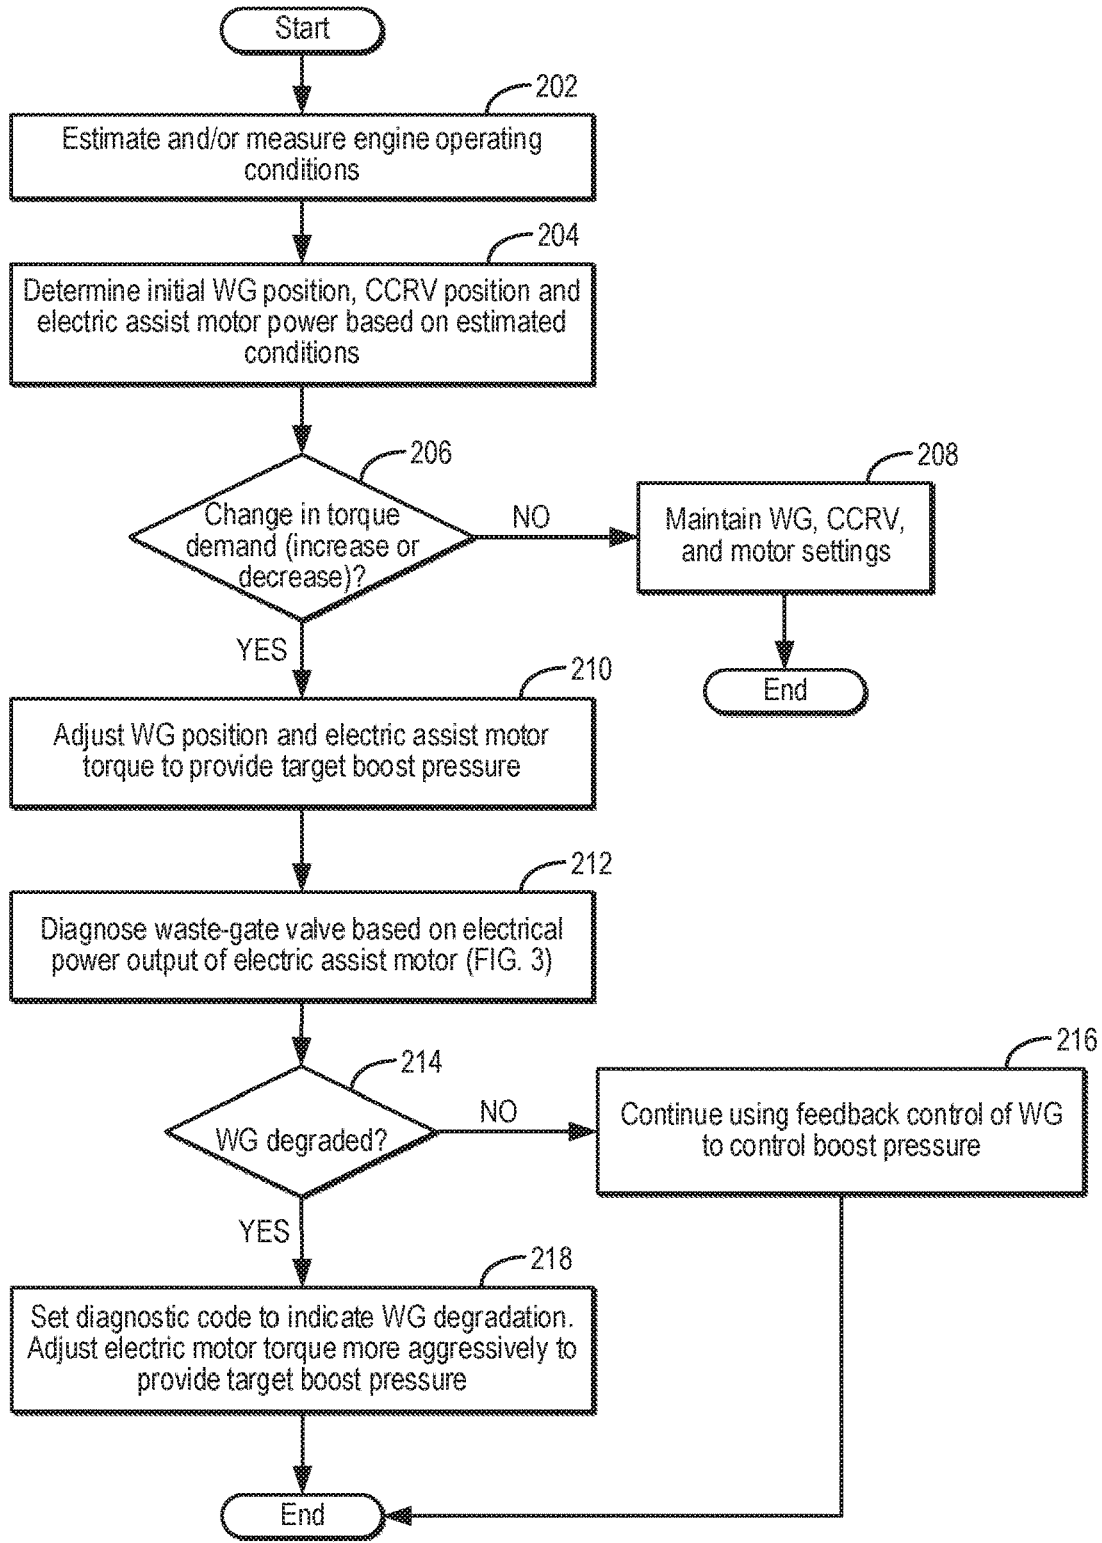 Start
202
Estimate and/or measure engine operating
conditions
204
Determine initial WG position, CCRV position and
electric assist motor power based on estimated
conditions
206
Change in torque
demand (increase or
decrease)?
NO
208
Maintain WG, CCRV,
and motor settings
End
YES
210
Adjust WG position and electric assist motor
torque to provide target boost pressure
212
Diagnose waste-gate valve based on electrical
power output of electric assist motor (FIG. 3)
214
WG degraded?
NO
216
Continue using feedback control of WG
to control boost pressure
YES
218
Set diagnostic code to indicate WG degradation.
Adjust electric motor torque more aggressively to
provide target boost pressure
End